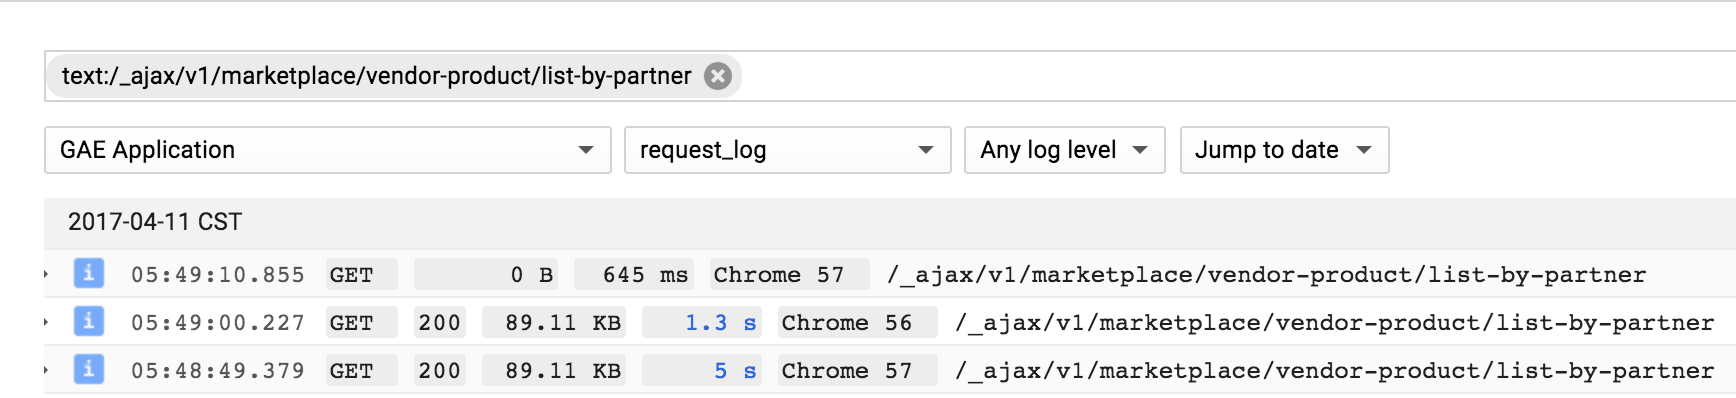 text:/_ajax/v1/marketplace/vendor-product/list-by-partner
GAE Application request_log Any log level Jump to date
2017-04-11 CST
i 05:49:10.855 GET 0 B 645 ms Chrome 57 /_ajax/v1/marketplace/vendor-product/list-by-partner
i 05:49:00.227 GET 200 89.11 KB 1.3 s Chrome 56 /_ajax/v1/marketplace/vendor-product/list-by-partner
i 05:48:49.379 GET 200 89.11 KB 5 s Chrome 57 /_ajax/v1/marketplace/vendor-product/list-by-partner